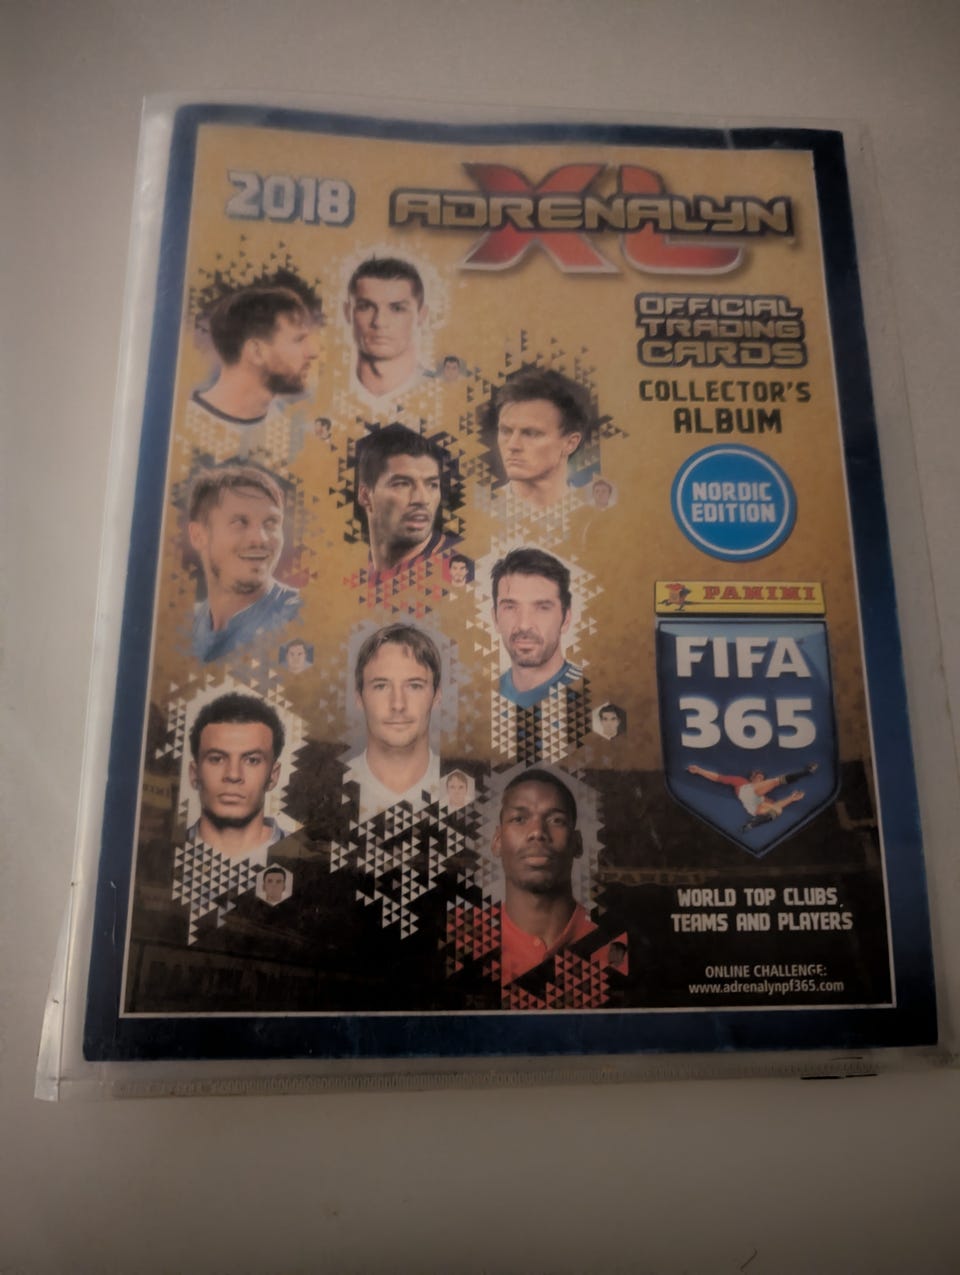 2018
ADRENALYN
XL
OFFICIAL
TRADING
CARDS
COLLECTOR'S
ALBUM
NORDIC
EDITION
PANINI
FIFA
365
WORLD TOP CLUBS,
TEAMS AND PLAYERS
ONLINE CHALLENGE:
www.adrenalynpf365.com